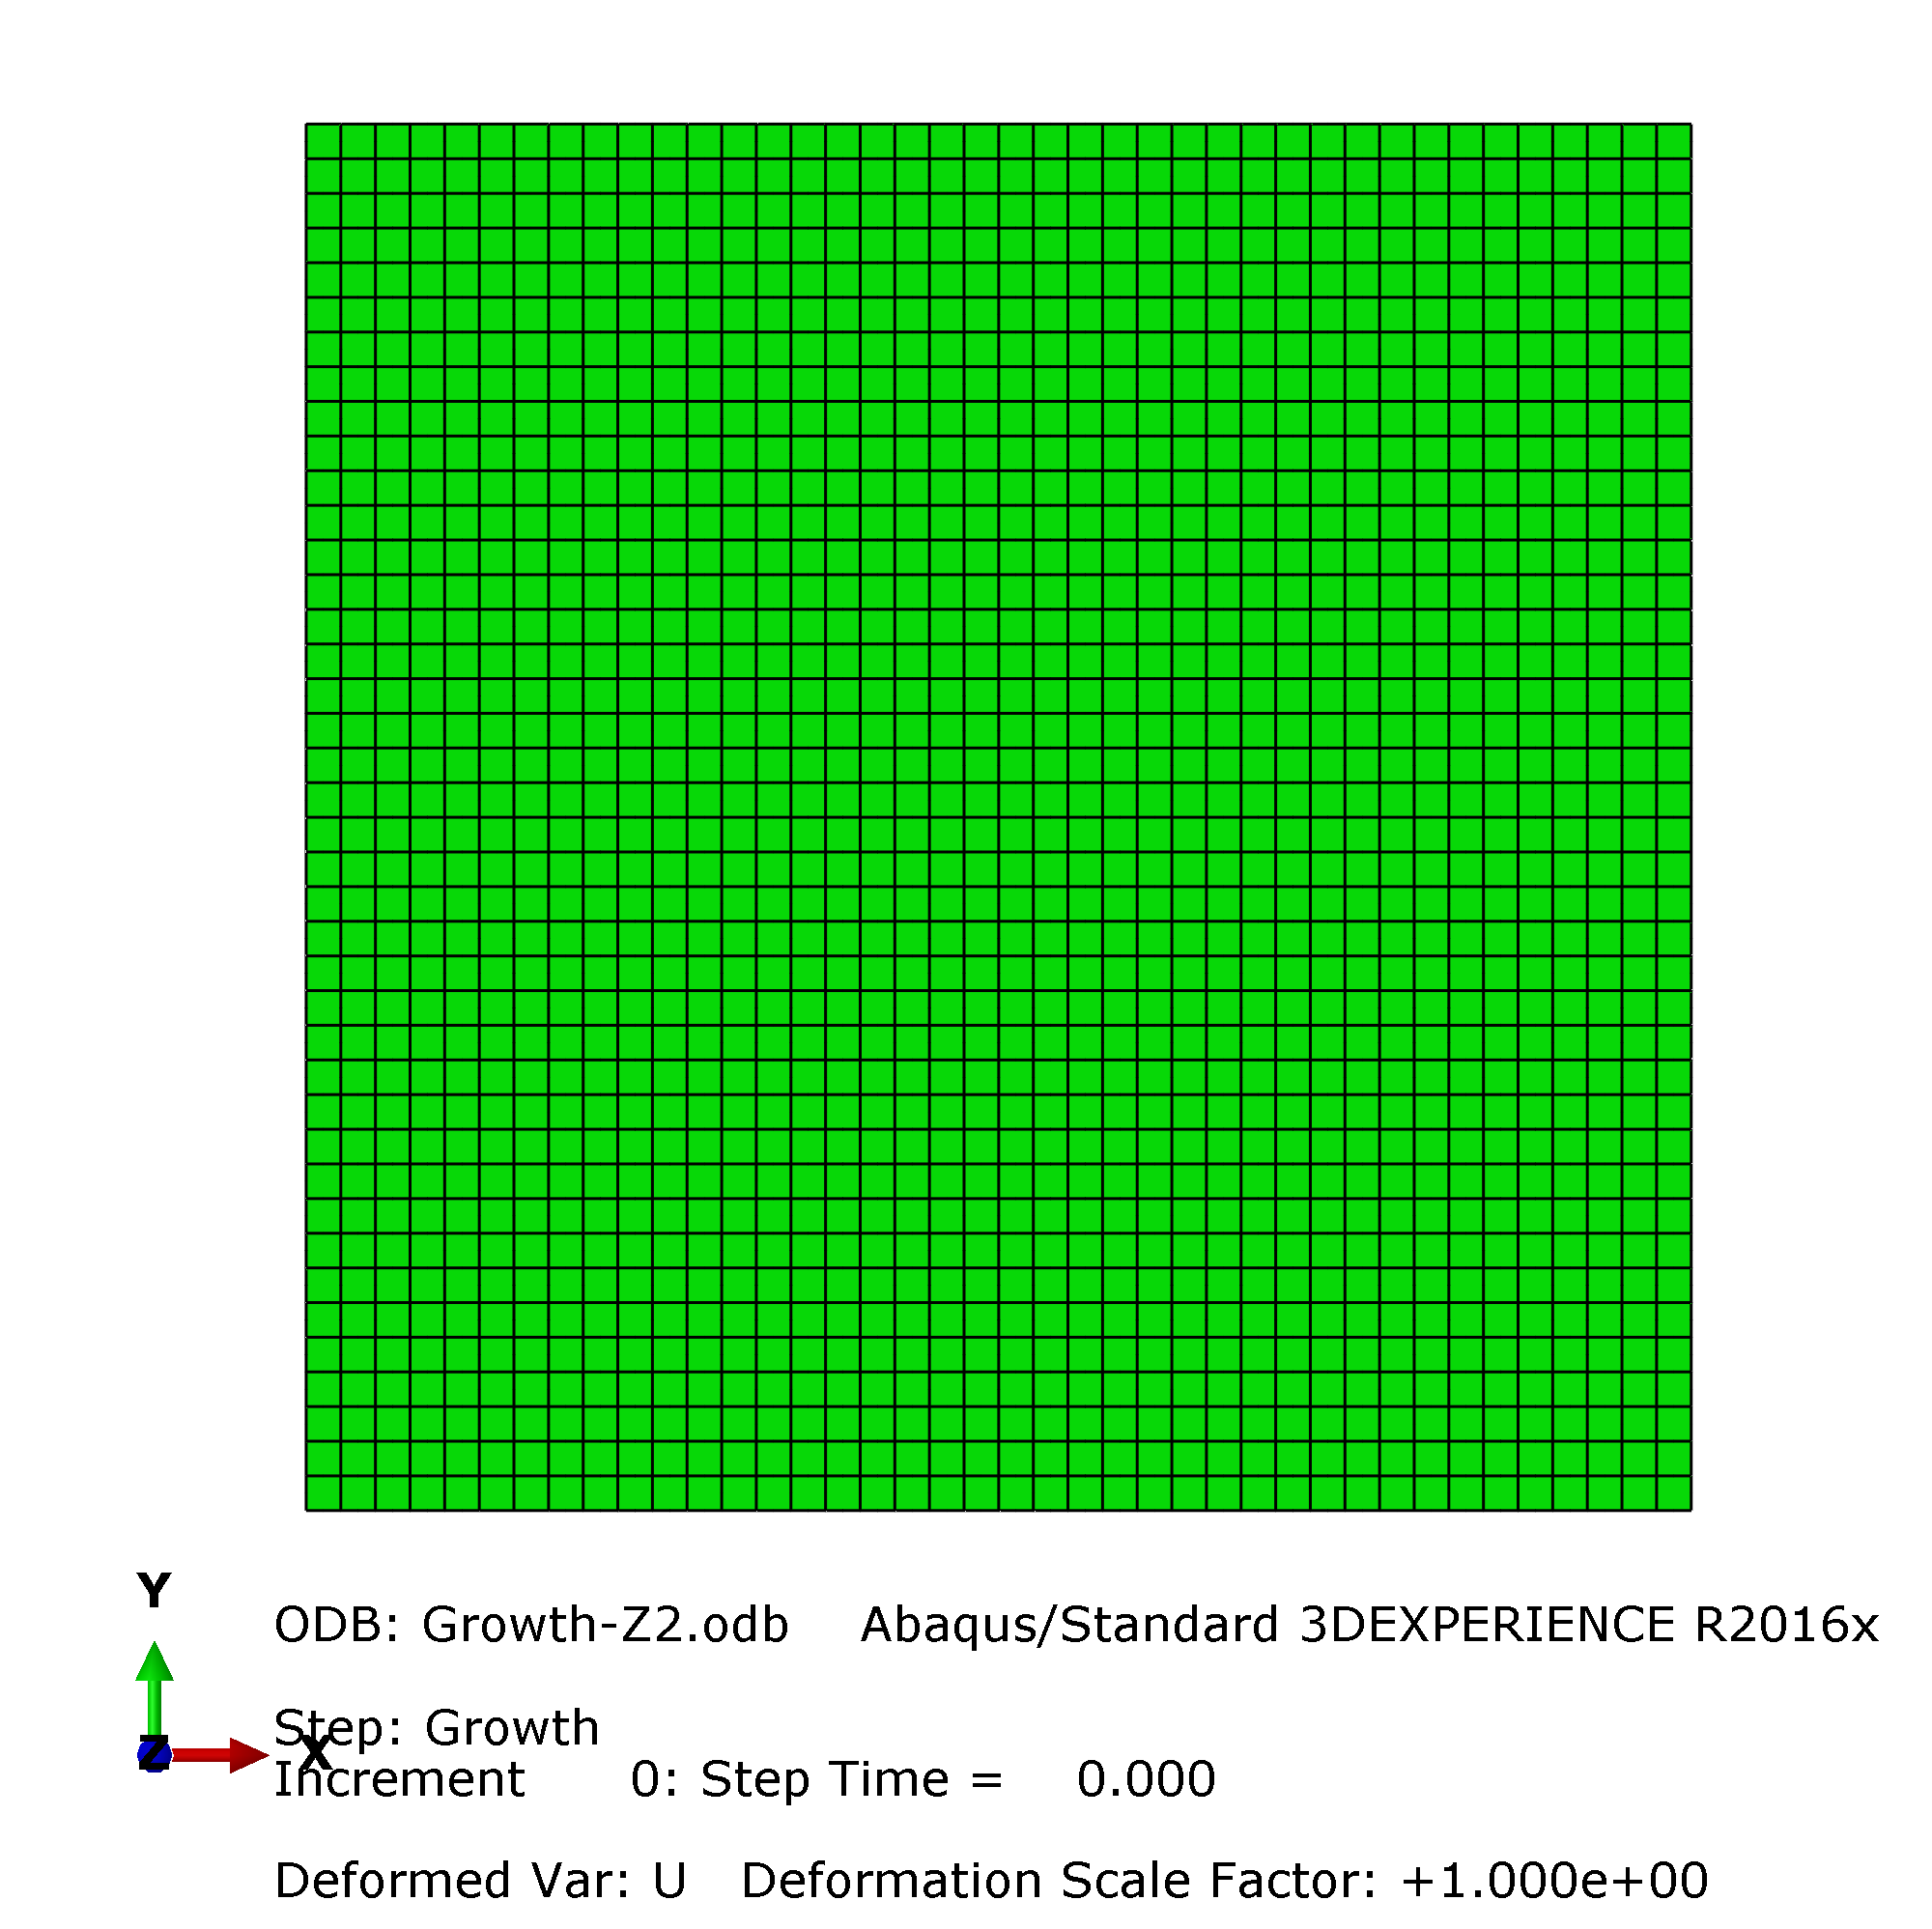 Y
ODB: Growth-Z2.odb    Abaqus/Standard 3DEXPERIENCE R2016x
Step: Growth
Z X
Increment      0: Step Time =    0.000
Deformed Var: U   Deformation Scale Factor: +1.000e+00